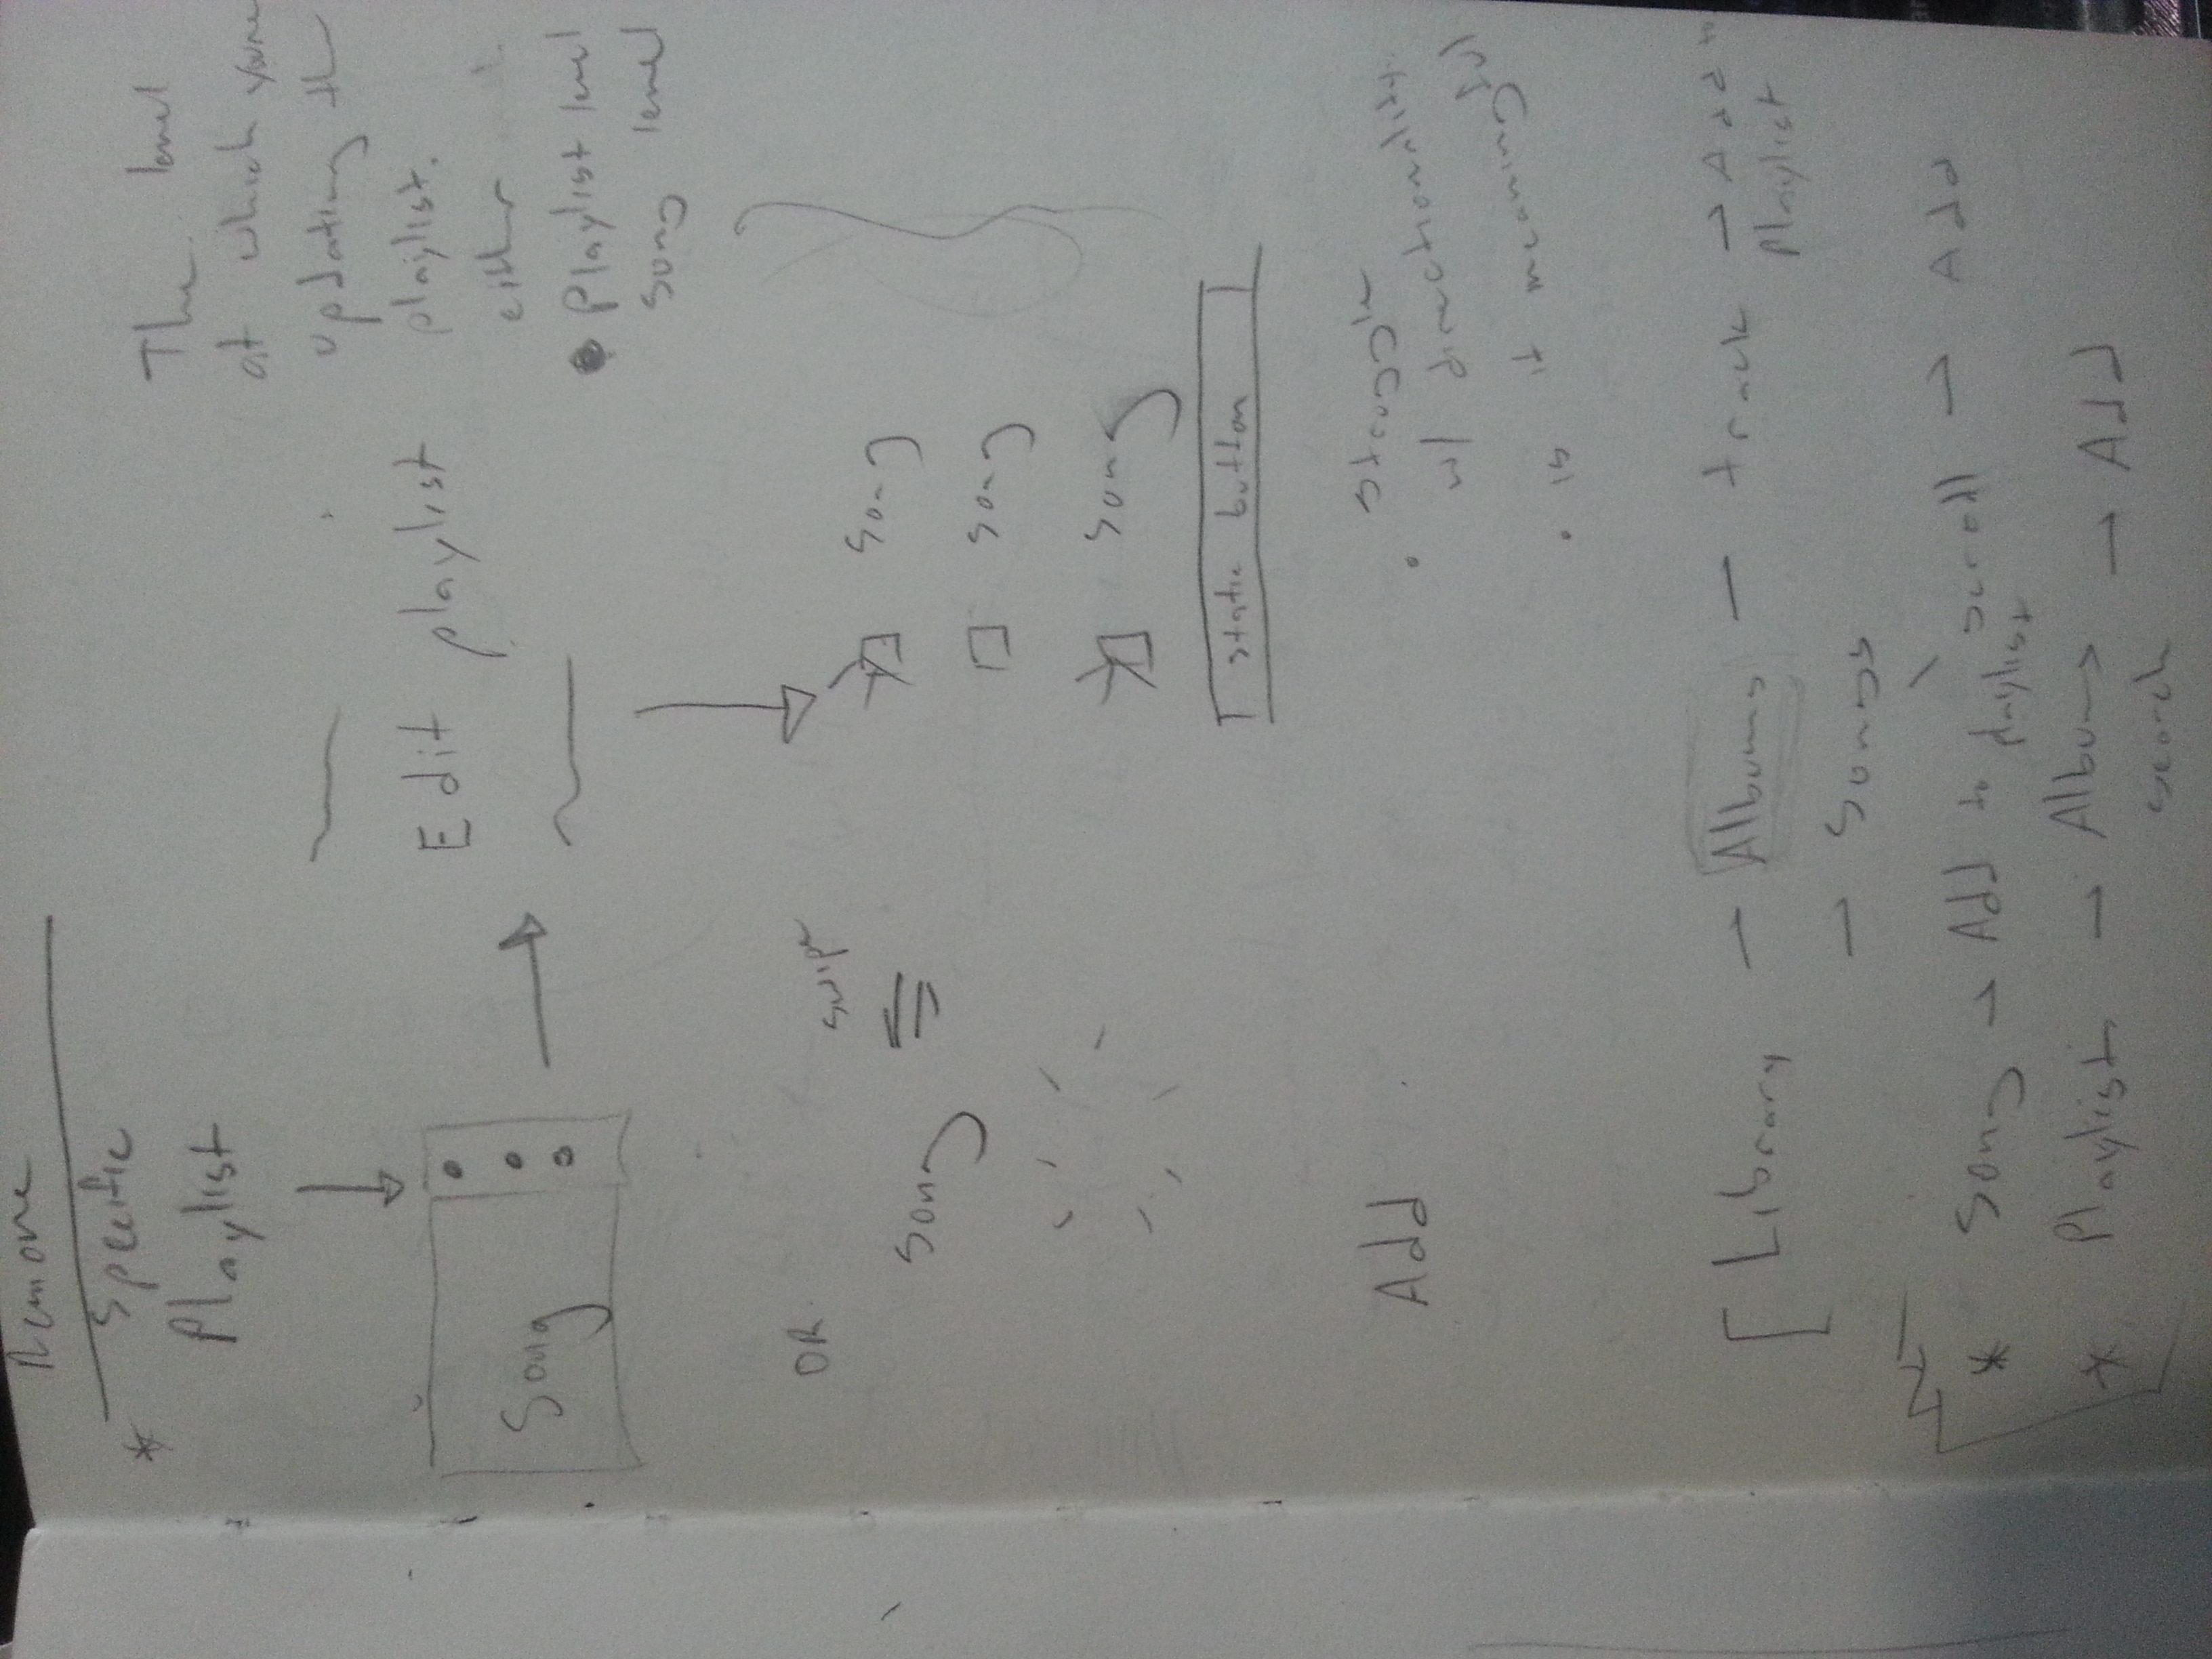 Remove
* Specific
Playlist
Song
Edit playlist
The level
at which youre
updating the
playlist.
either
• Playlist level
song level
OR
Song
swipe
Song
Song
Song
static button
Add
• struggle
w/ directionality
• is it meaningful
Library → Albums → track → Add to
Playlist
→ Songs
* Song → Add to playlist scroll → Add
* Playlists → Albums → Add
search